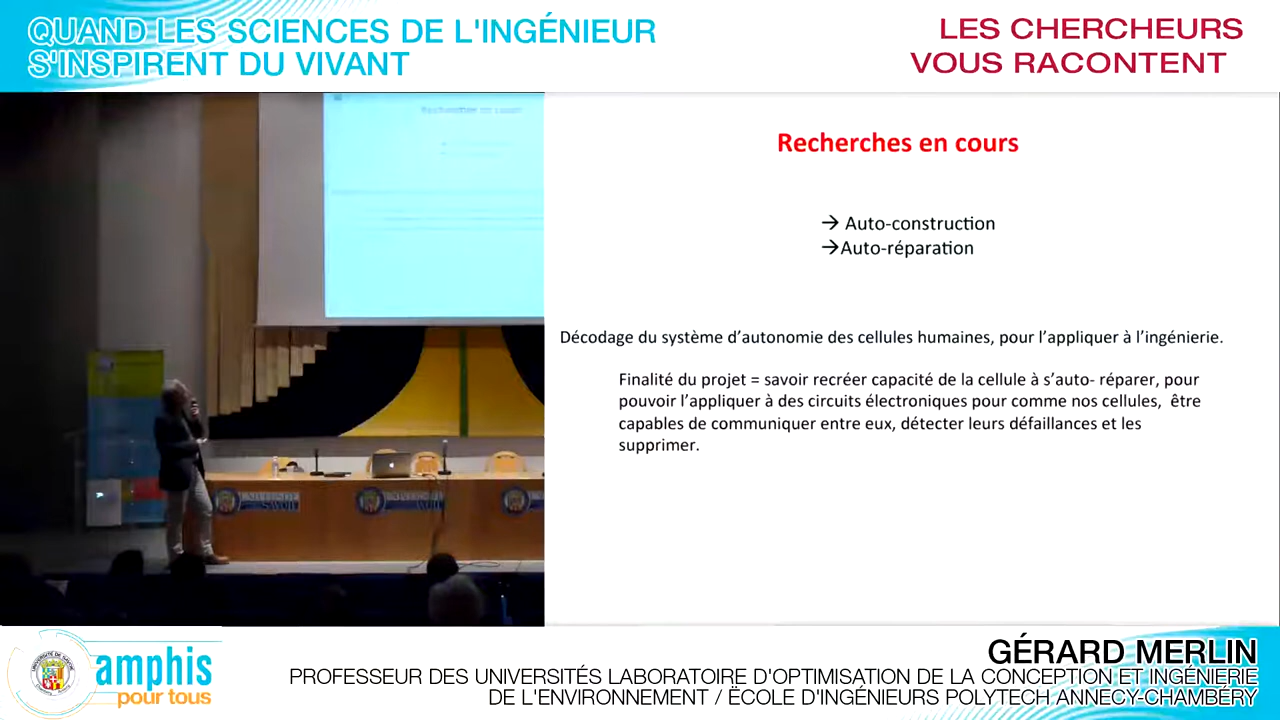 QUAND LES SCIENCES DE L'INGÉNIEUR
S'INSPIRENT DU VIVANT
LES CHERCHEURS
VOUS RACONTENT
Recherches en cours
→ Auto-construction
→Auto-réparation
Décodage du système d'autonomie des cellules humaines, pour l'appliquer à l'ingénierie.
Finalité du projet = savoir recréer capacité de la cellule à s'auto- réparer, pour
pouvoir l'appliquer à des circuits électroniques pour comme nos cellules, être
capables de communiquer entre eux, détecter leurs défaillances et les
supprimer.
UNIVERSITÉ DE SAVOIE
amphis
pour tous
GÉRARD MERLIN
PROFESSEUR DES UNIVERSITÉS LABORATOIRE D'OPTIMISATION DE LA CONCEPTION ET INGÉNIERIE
DE L'ENVIRONNEMENT / ËCOLE D'INGÉNIEURS POLYTECH ANNECY-CHAMBÉRY